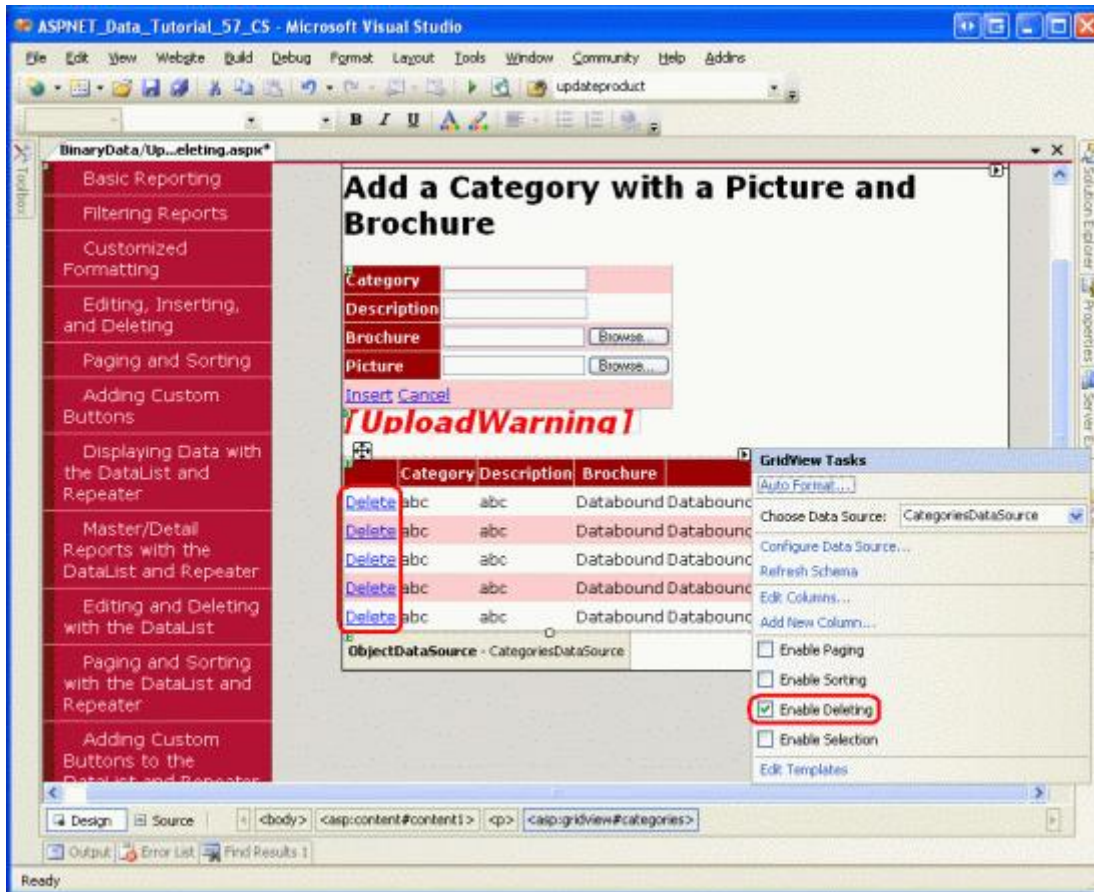 ASPNET_Data_Tutorial_57_CS - Microsoft Visual Studio
File Edit View Website Build Debug Format Layout Tools Window Community Help Addins
updateproduct
B I U
BinaryData/Up...eleting.aspx*
Toolbox
Basic Reporting
Filtering Reports
Customized
Formatting
Editing, Inserting,
and Deleting
Paging and Sorting
Adding Custom
Buttons
Displaying Data with
the DataList and
Repeater
Master/Detail
Reports with the
DataList and Repeater
Editing and Deleting
with the DataList
Paging and Sorting
with the DataList and
Repeater
Adding Custom
Buttons to the
DataList and Repeater
Add a Category with a Picture and
Brochure
Category
Description
Brochure Browse...
Picture Browse...
Insert Cancel
[UploadWarning]
Category Description Brochure
Delete abc abc Databound Databound
Delete abc abc Databound Databound
Delete abc abc Databound Databound
Delete abc abc Databound Databound
Delete abc abc Databound Databound
ObjectDataSource - CategoriesDataSource
GridView Tasks
Auto Format...
Choose Data Source: CategoriesDataSource
Configure Data Source...
Refresh Schema
Edit Columns...
Add New Column...
Enable Paging
Enable Sorting
Enable Deleting
Enable Selection
Edit Templates
Solution Explorer
Properties
Server
Design Source <body> <asp:content#content1> <p> <asp:gridview#categories>
Output Error List Find Results 1
Ready